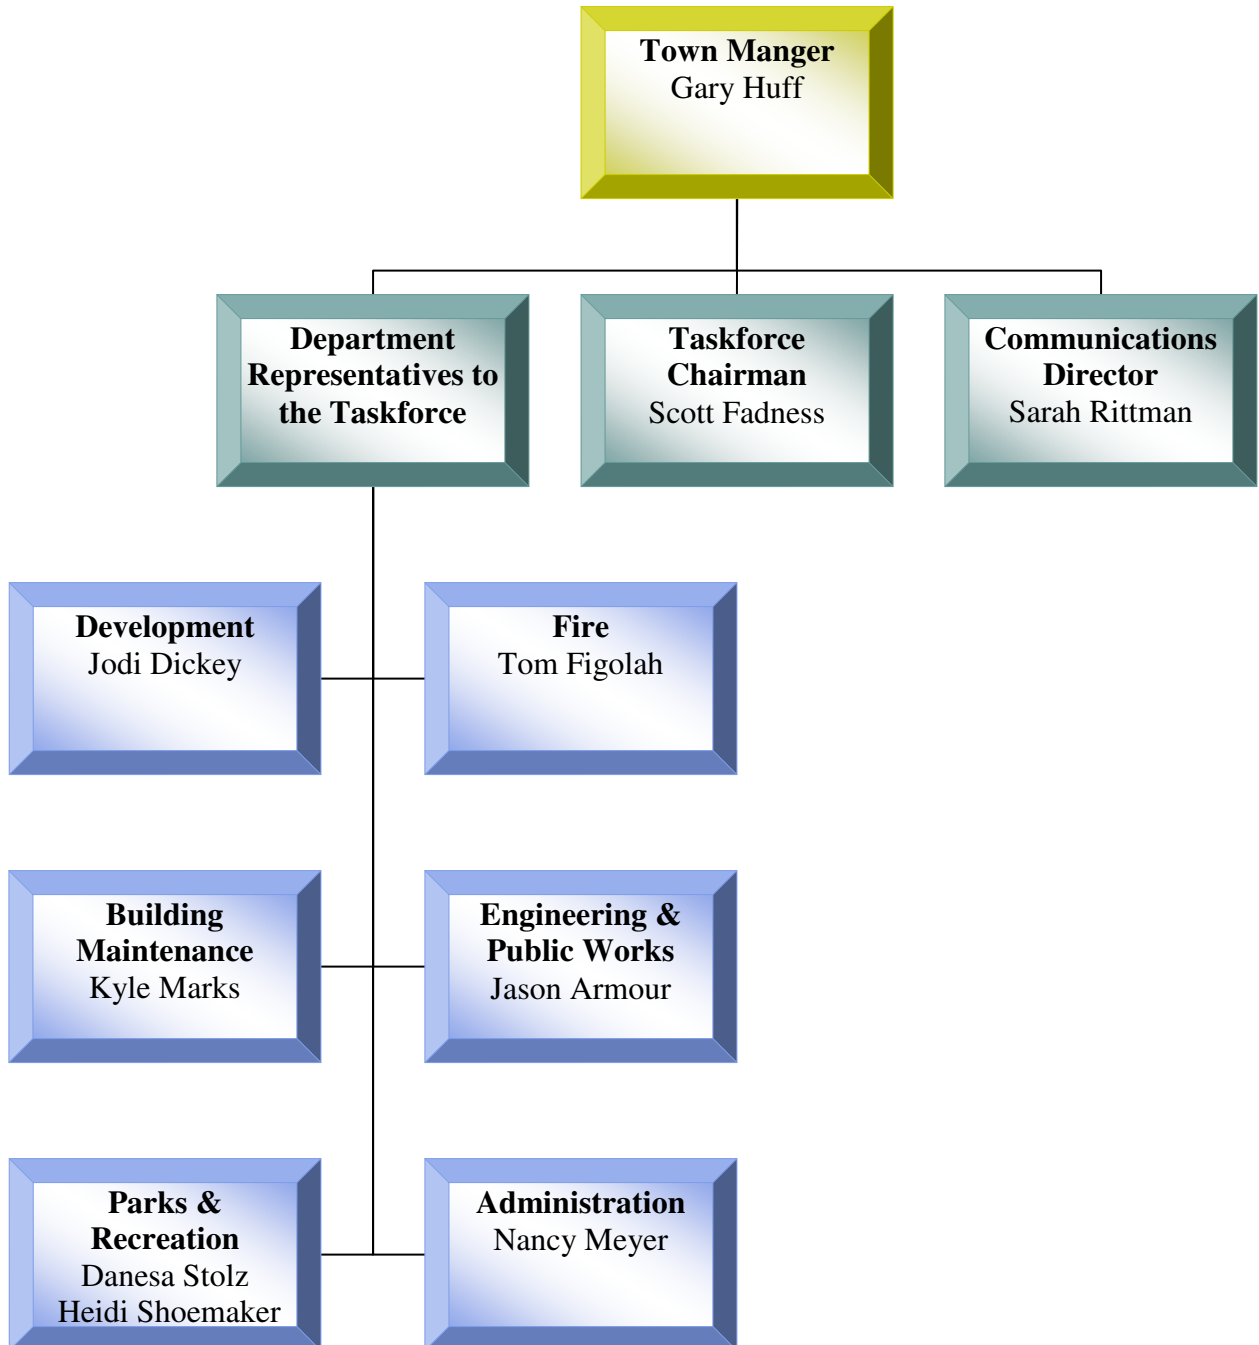 Town Manger
Gary Huff
Department
Representatives to
the Taskforce
Taskforce
Chairman
Scott Fadness
Communications
Director
Sarah Rittman
Development
Jodi Dickey
Fire
Tom Figolah
Building
Maintenance
Kyle Marks
Engineering &
Public Works
Jason Armour
Parks &
Recreation
Danesa Stolz
Heidi Shoemaker
Administration
Nancy Meyer